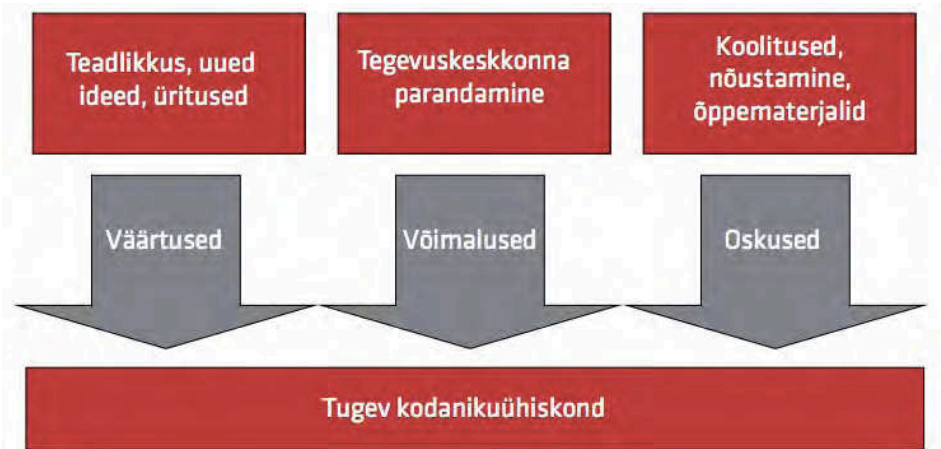 Teadlikkus, uued
ideed, üritused
Tegevuskeskkonna
parandamine
Koolitused,
nõustamine,
õppematerjalid
Väärtused
Võimalused
Oskused
Tugev kodanikuühiskond